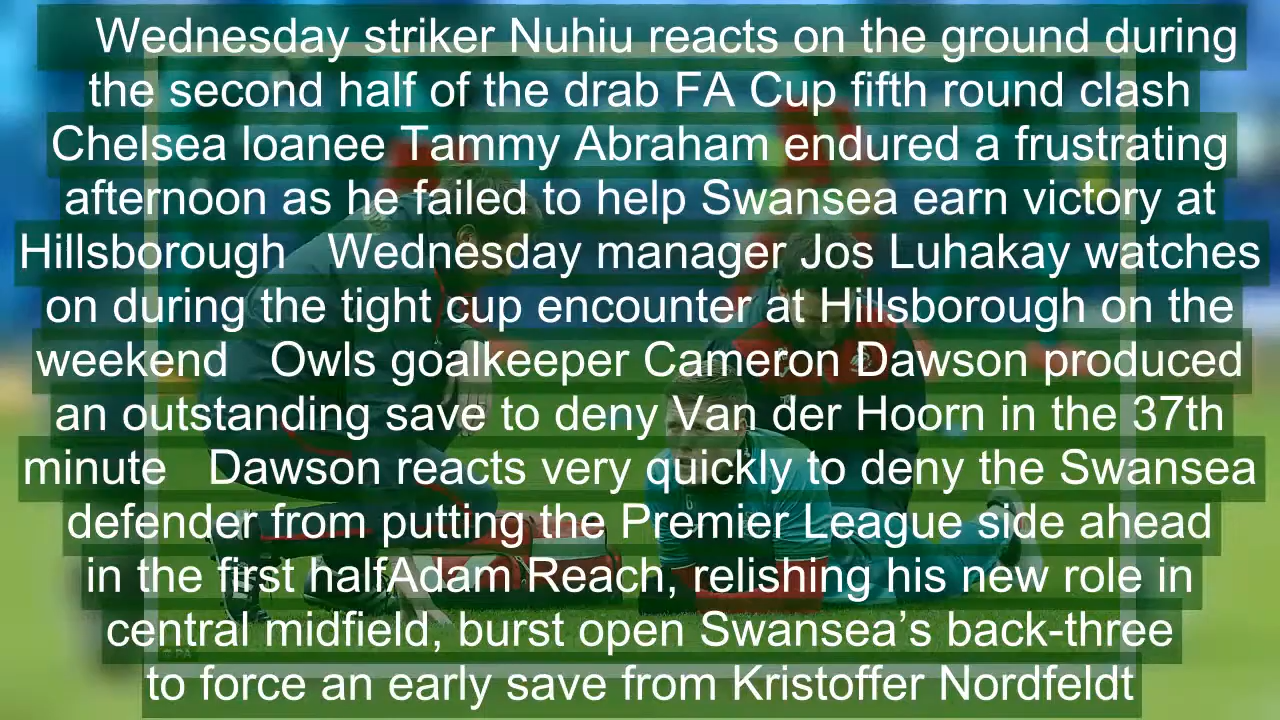 Wednesday striker Nuhiu reacts on the ground during
the second half of the drab FA Cup fifth round clash
Chelsea loanee Tammy Abraham endured a frustrating
afternoon as he failed to help Swansea earn victory at
Hillsborough   Wednesday manager Jos Luhakay watches
on during the tight cup encounter at Hillsborough on the
weekend   Owls goalkeeper Cameron Dawson produced
an outstanding save to deny Van der Hoorn in the 37th
minute   Dawson reacts very quickly to deny the Swansea
defender from putting the Premier League side ahead
in the first halfAdam Reach, relishing his new role in
central midfield, burst open Swansea’s back-three
© PA
to force an early save from Kristoffer Nordfeldt